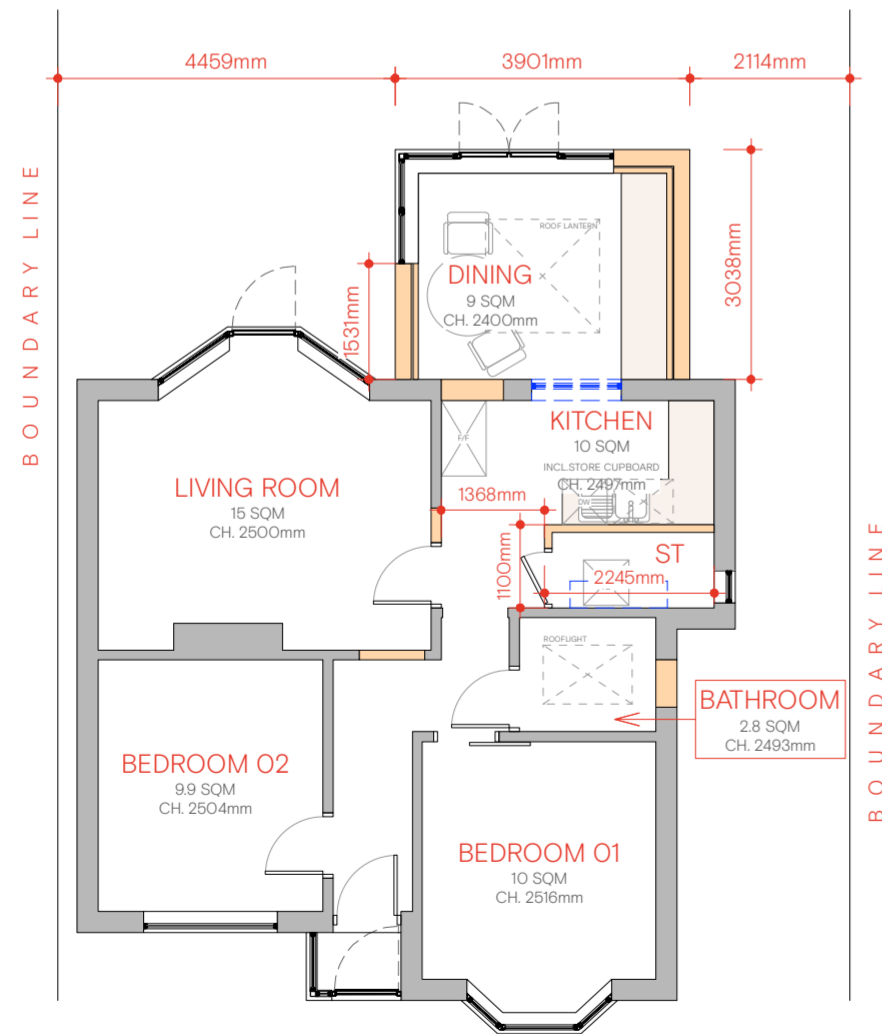 4459mm
3901mm
2114mm
BOUNDARY LINE
ROOF LANTERN
DINING
9 SQM
CH. 2400mm
3038mm
1531mm
KITCHEN
10 SQM
INCL.STORE CUPBOARD
CH. 2497mm
F/F
DW
LIVING ROOM
15 SQM
CH. 2500mm
1368mm
1100mm
ST
2245mm
BOUNDARY LINE
ROOFLIGHT
BATHROOM
2.8 SQM
CH. 2493mm
BEDROOM 02
9.9 SQM
CH. 2504mm
BEDROOM 01
10 SQM
CH. 2516mm